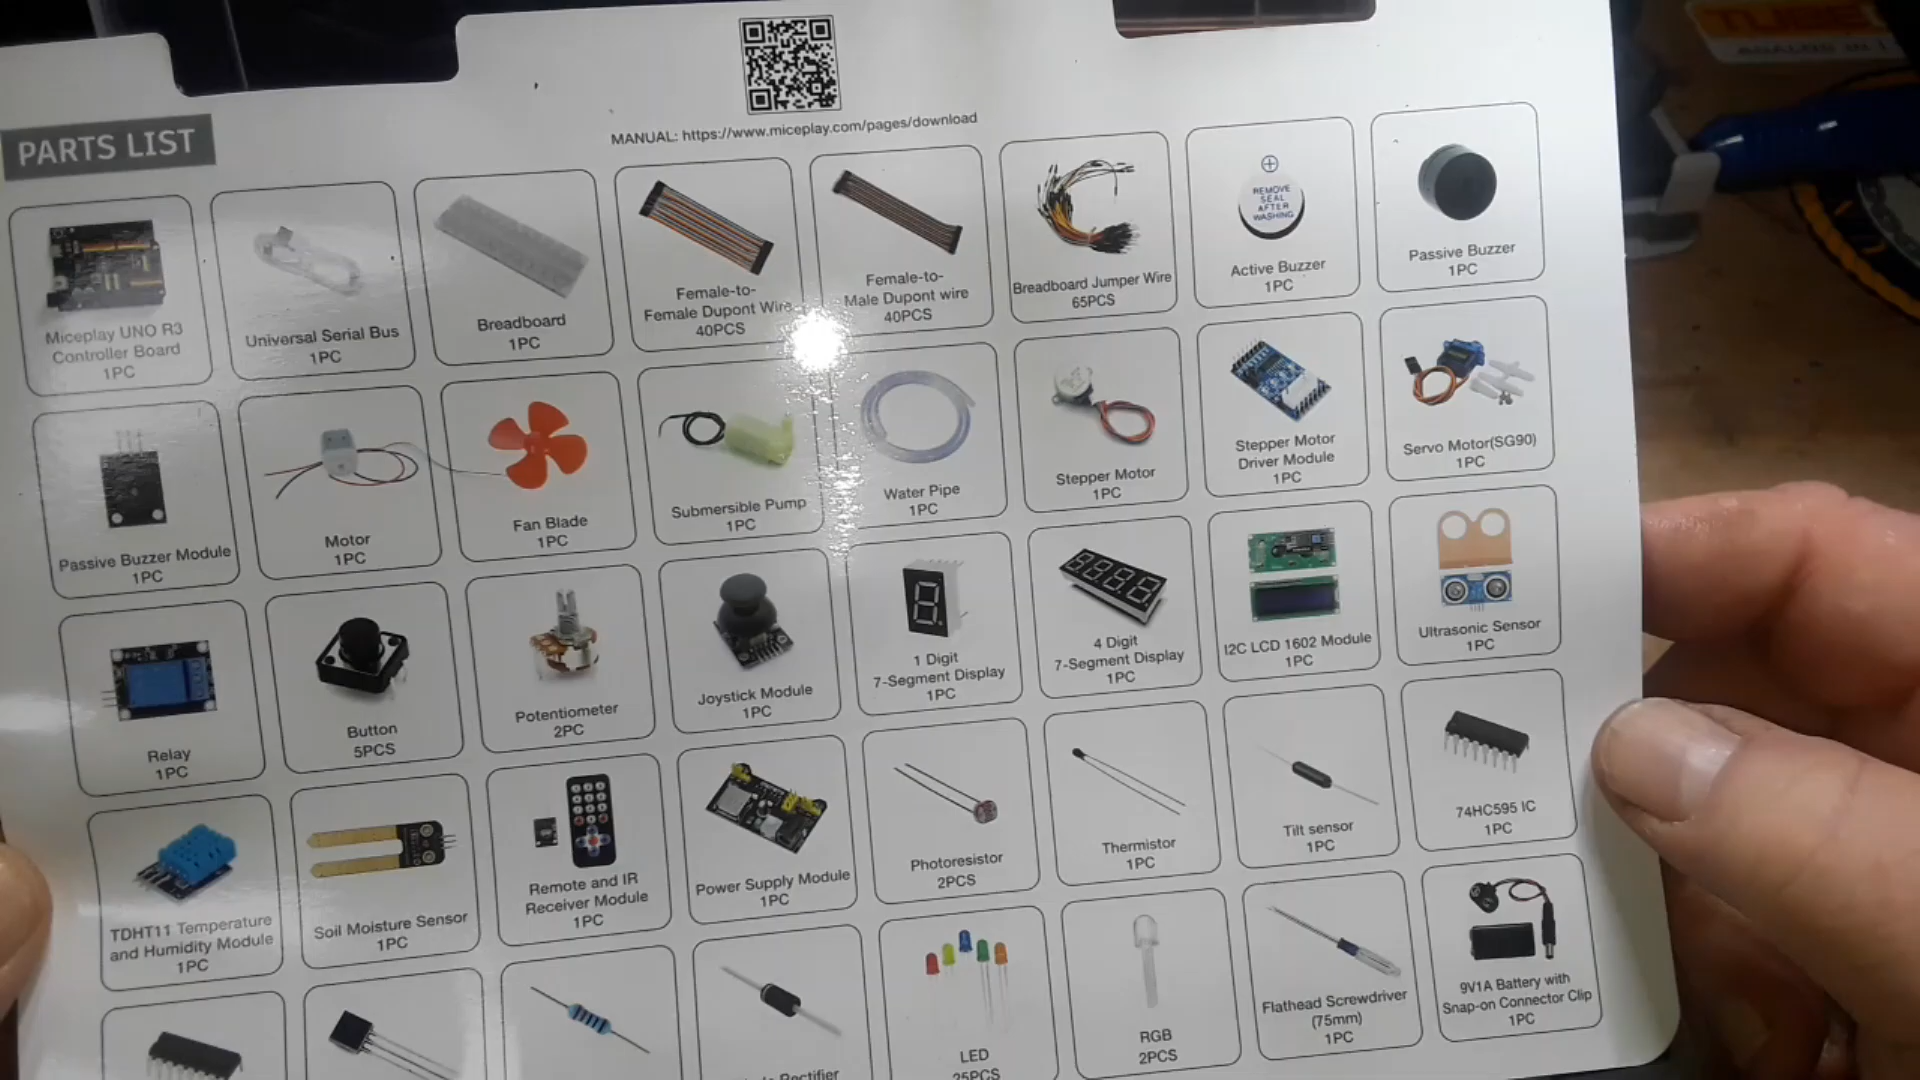 TUBE
MANUAL: https://www.miceplay.com/pages/download
PARTS LIST
Miceplay UNO R3
Controller Board
1PC
Universal Serial Bus
1PC
Breadboard
1PC
Female-to-
Female Dupont Wire
40PCS
Female-to-
Male Dupont wire
40PCS
Breadboard Jumper Wire
65PCS
REMOVE
SEAL
AFTER
WASHING
Active Buzzer
1PC
Passive Buzzer
1PC
Passive Buzzer Module
1PC
Motor
1PC
Fan Blade
1PC
Submersible Pump
1PC
Water Pipe
1PC
Stepper Motor
1PC
Stepper Motor
Driver Module
1PC
Servo Motor(SG90)
1PC
Relay
1PC
Button
5PCS
Potentiometer
2PC
Joystick Module
1PC
1 Digit
7-Segment Display
1PC
4 Digit
7-Segment Display
1PC
I2C LCD 1602 Module
1PC
Ultrasonic Sensor
1PC
TDHT11 Temperature
and Humidity Module
1PC
Soil Moisture Sensor
1PC
Remote and IR
Receiver Module
1PC
Power Supply Module
1PC
Photoresistor
2PCS
Thermistor
1PC
Tilt sensor
1PC
74HC595 IC
1PC
Rectifier
LED
25PCS
RGB
2PCS
Flathead Screwdriver
(75mm)
1PC
9V1A Battery with
Snap-on Connector Clip
1PC